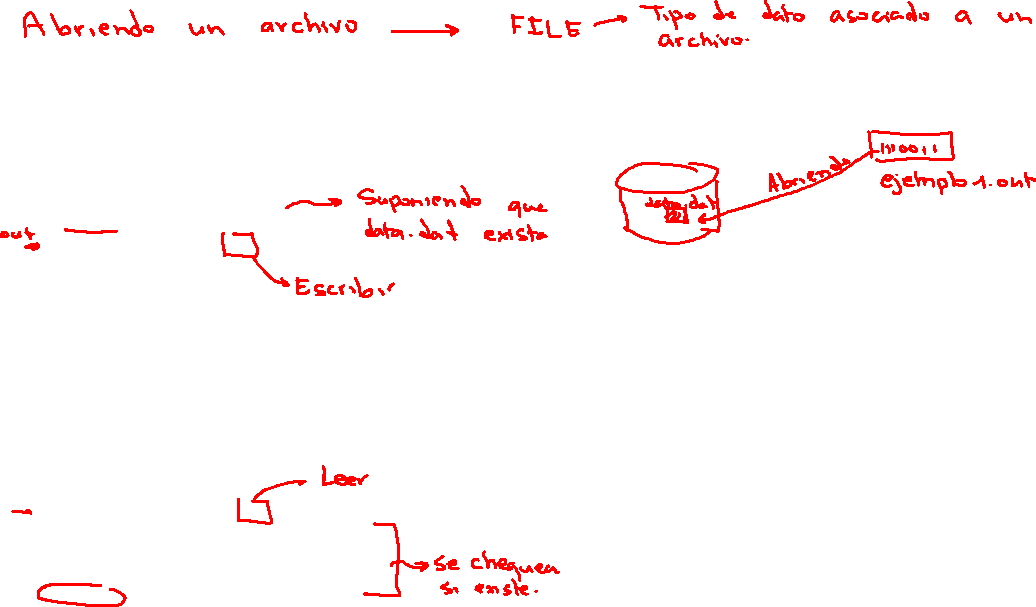 Abriendo un archivo → FILE → Tipo de dato asociado a un
archivo.
Abriendo
ejemplo1.out
data.dat
Suponiendo que
data.dat exista
out
Escribir
Leer
se chequea
si existe.